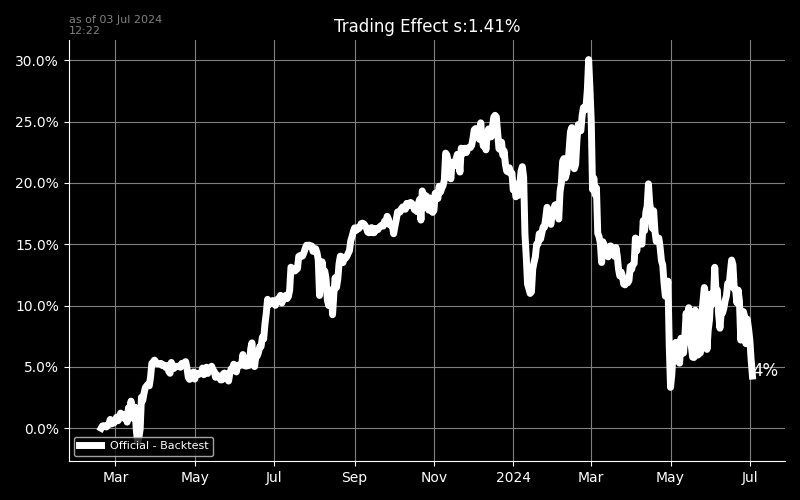 as of 03 Jul 2024
12:22
Trading Effect s:1.41%
30.0%
25.0%
20.0%
15.0%
10.0%
5.0%
0.0%
4%
Official - Backtest
Mar May Jul Sep Nov 2024 Mar May Jul